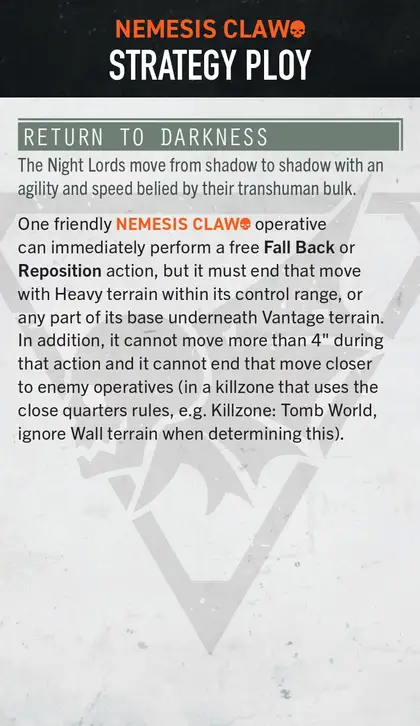 NEMESIS CLAW
STRATEGY PLOY
RETURN TO DARKNESS
The Night Lords move from shadow to shadow with an
agility and speed belied by their transhuman bulk.
One friendly NEMESIS CLAW operative
can immediately perform a free Fall Back or
Reposition action, but it must end that move
with Heavy terrain within its control range, or
any part of its base underneath Vantage terrain.
In addition, it cannot move more than 4" during
that action and it cannot end that move closer
to enemy operatives (in a killzone that uses the
close quarters rules, e.g. Killzone: Tomb World,
ignore Wall terrain when determining this).